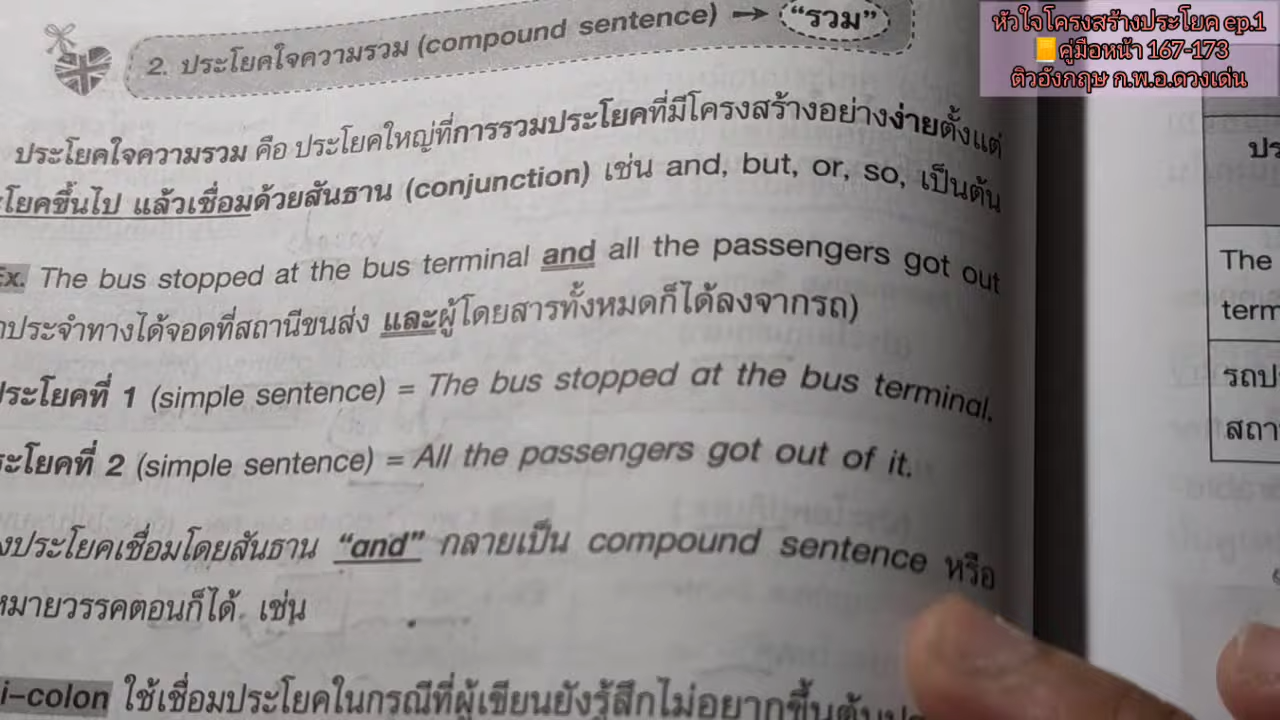 หัวใจโครงสร้างประโยค ep.1
📒คู่มือหน้า 167-173
ติวอังกฤษ ก.พ.อ.ดวงเด่น
2. ประโยคใจความรวม (compound sentence) → “รวม”
ประโยคใจความรวม คือ ประโยคใหญ่ที่การรวมประโยคที่มีโครงสร้างอย่างง่ายตั้งแต่
โยคขึ้นไป แล้วเชื่อมด้วยสันธาน (conjunction) เช่น and, but, or, so, เป็นต้น
Ex. The bus stopped at the bus terminal and all the passengers got out
ประจำทางได้จอดที่สถานีขนส่ง และผู้โดยสารทั้งหมดก็ได้ลงจากรถ)
ระโยคที่ 1 (simple sentence) = The bus stopped at the bus terminal.
ระโยคที่ 2 (simple sentence) = All the passengers got out of it.
งประโยคเชื่อมโดยสันธาน “and” กลายเป็น compound sentence หรือ
หมายวรรคตอนก็ได้ เช่น
i-colon ใช้เชื่อมประโยคในกรณีที่ผู้เขียนยังรู้สึกไม่อยากขึ้นต้น
The
term
รถป
สถา